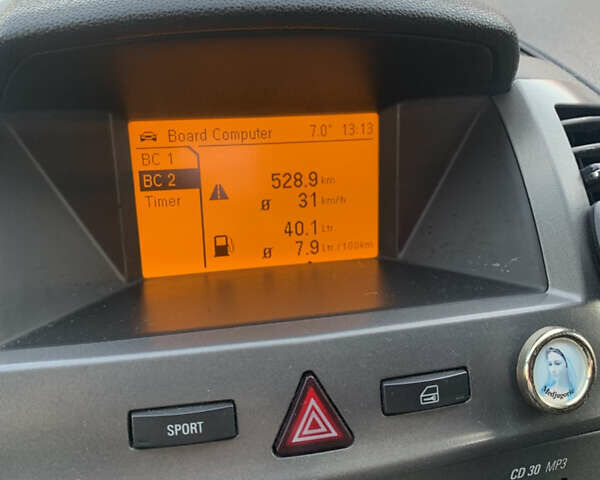 Board Computer 7.0° 13:13
BC 1
BC 2
Timer
528.9 km
Ø 31 km/h
40.1 Ltr.
Ø 7.9 Ltr./100km
SPORT
Medjugorje
CD 30 MP3